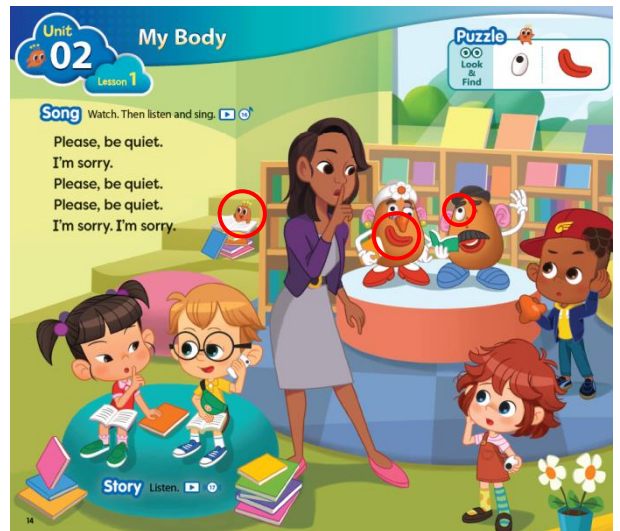 Unit
02
My Body
Lesson 1
Puzzle
Look
&
Find
Song Watch. Then listen and sing. 16
Please, be quiet.
I'm sorry.
Please, be quiet.
Please, be quiet.
I'm sorry. I'm sorry.
Story Listen. 17
14